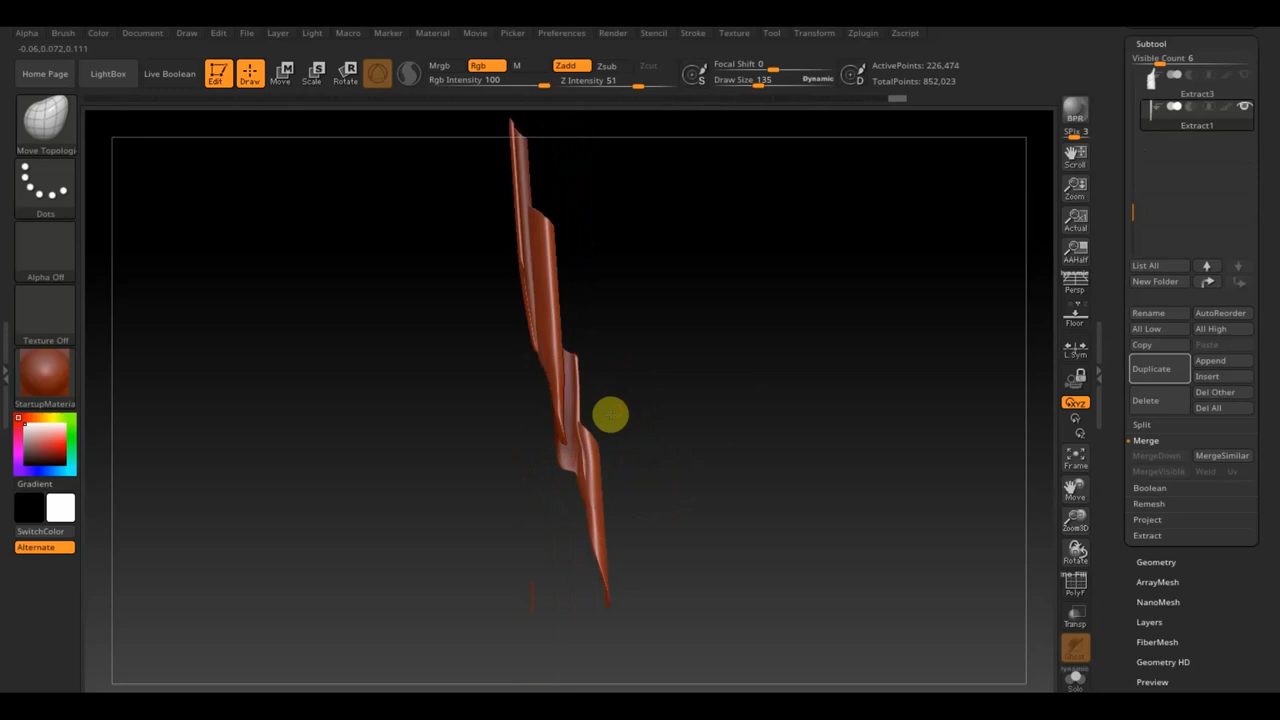 Alpha Brush Color Document Draw Edit File Layer Light Macro Marker Material Movie Picker Preferences Render Stencil Stroke Texture Tool Transform Zplugin Zscript
-0.06,0.072,0.111
Home Page LightBox Live Boolean Edit Draw Move Scale Rotate
Mrgb Rgb M
Rgb Intensity 100
Zadd Zsub Zcut
Z Intensity 51
Focal Shift 0
Draw Size 135 Dynamic
ActivePoints: 226,474
TotalPoints: 852,023
Move Topologi
Dots
Alpha Off
Texture Off
StartupMateria
Gradient
SwitchColor
Alternate
BPR
SPix 3
Scroll
Zoom
Actual
AAHalf
Dynamic
Persp
Floor
L.Sym
XYZ
Frame
Move
Zoom3D
Rotate
Line Fill
PolyF
Transp
Ghost
Dynamic
Solo
Subtool
Visible Count 6
Extract3
Extract1
List All
New Folder
Rename AutoReorder
All Low All High
Copy Paste
Duplicate Append
Insert
Delete Del Other
Del All
Split
Merge
MergeDown MergeSimilar
MergeVisible Weld Uv
Boolean
Remesh
Project
Extract
Geometry
ArrayMesh
NanoMesh
Layers
FiberMesh
Geometry HD
Preview